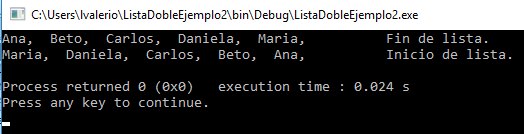 C:\Users\lvalerio\ListaDobleEjemplo2\bin\Debug\ListaDobleEjemplo2.exe
Ana,  Beto,  Carlos,  Daniela,  Maria,          Fin de lista.
Maria,  Daniela,  Carlos,  Beto,  Ana,          Inicio de lista.
Process returned 0 (0x0)   execution time : 0.024 s
Press any key to continue.